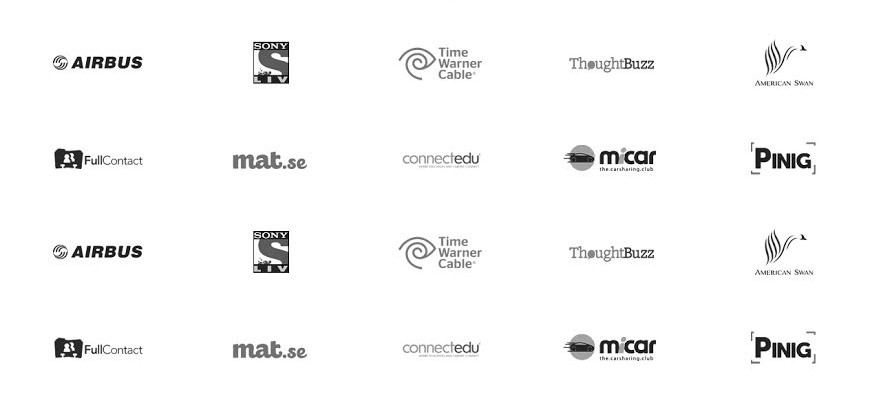 AIRBUS
SONY
S
LIV
Time
Warner
Cable
ThoughtBuzz
AMERICAN SWAN
FullContact
mat.se
connectedu
micar
the.carsharing.club
PINIG
AIRBUS
SONY
S
LIV
Time
Warner
Cable
ThoughtBuzz
AMERICAN SWAN
FullContact
mat.se
connectedu
micar
the.carsharing.club
PINIG